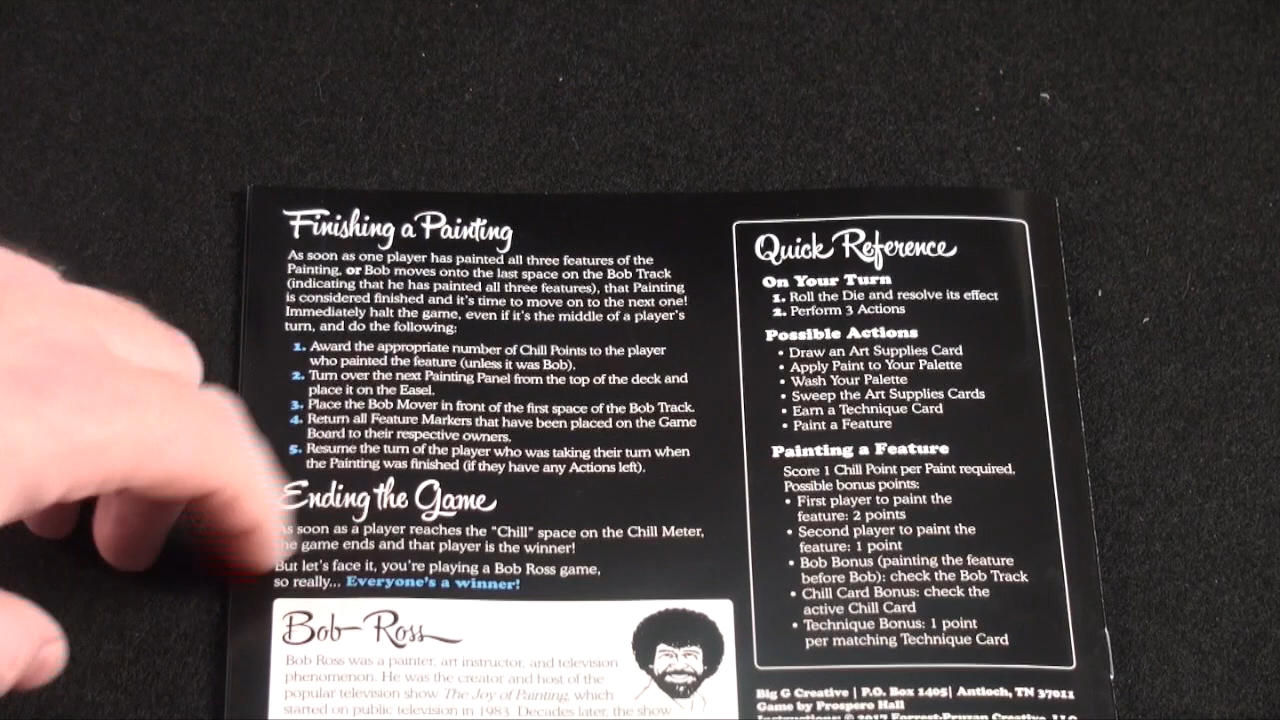 Finishing a Painting
As soon as one player has painted all three features of the
Painting, or Bob moves onto the last space on the Bob Track
(indicating that he has painted all three features), that Painting
is considered finished and it's time to move on to the next one!
Immediately halt the game, even if it's the middle of a player's
turn, and do the following:
1. Award the appropriate number of Chill Points to the player
who painted the feature (unless it was Bob).
2. Turn over the next Painting Panel from the top of the deck and
place it on the Easel.
3. Place the Bob Mover in front of the first space of the Bob Track.
4. Return all Feature Markers that have been placed on the Game
Board to their respective owners.
5. Resume the turn of the player who was taking their turn when
the Painting was finished (if they have any Actions left).
Ending the Game
As soon as a player reaches the "Chill" space on the Chill Meter,
the game ends and that player is the winner!
But let's face it, you're playing a Bob Ross game,
so really... Everyone's a winner!
Bob Ross
Bob Ross was a painter, art instructor, and television
phenomenon. He was the creator and host of the
popular television show The Joy of Painting, which
started on public television in 1983. Decades later, the show
Quick Reference
On Your Turn
1. Roll the Die and resolve its effect
2. Perform 3 Actions
Possible Actions
• Draw an Art Supplies Card
• Apply Paint to Your Palette
• Wash Your Palette
• Sweep the Art Supplies Cards
• Earn a Technique Card
• Paint a Feature
Painting a Feature
Score 1 Chill Point per Paint required,
Possible bonus points:
• First player to paint the
feature: 2 points
• Second player to paint the
feature: 1 point
• Bob Bonus (painting the feature
before Bob): check the Bob Track
• Chill Card Bonus: check the
active Chill Card
• Technique Bonus: 1 point
per matching Technique Card
Big G Creative | P.O. Box 1405| Antioch, TN 37011
Game by Prospero Hall
Instructions © 2017 Forrest-Pruzan Creative LLC